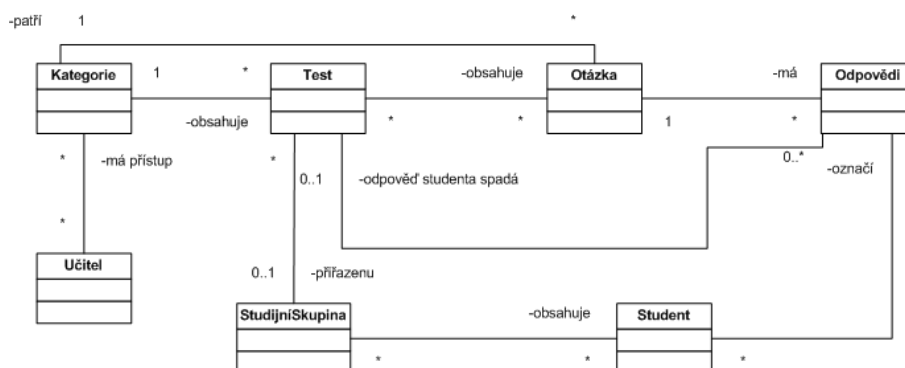 -patří 1 *
Kategorie 1 * Test -obsahuje Otázka -má Odpovědi
-obsahuje * * 1 *
* -má přístup * 0..1 -odpověď studenta spadá 0..* -označí
*
Učitel
0..1 -přiřazenu
StudijníSkupina -obsahuje Student
* * *